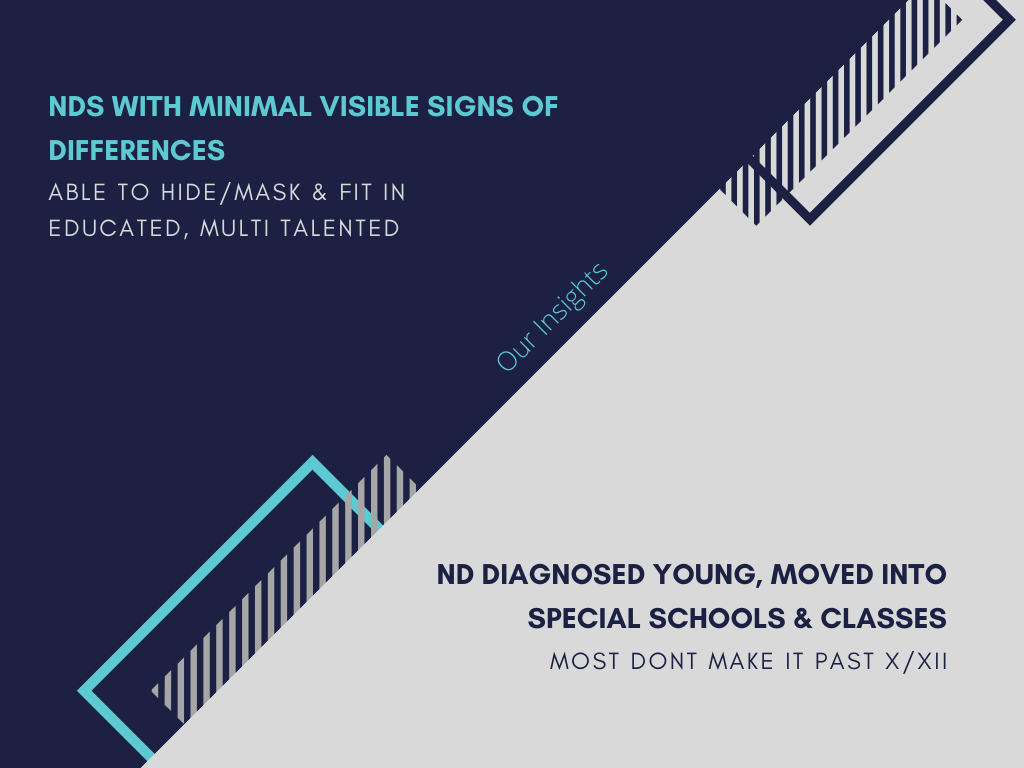 NDS WITH MINIMAL VISIBLE SIGNS OF
DIFFERENCES
ABLE TO HIDE/MASK & FIT IN
EDUCATED, MULTI TALENTED
Our Insights
ND DIAGNOSED YOUNG, MOVED INTO
SPECIAL SCHOOLS & CLASSES
MOST DONT MAKE IT PAST X/XII